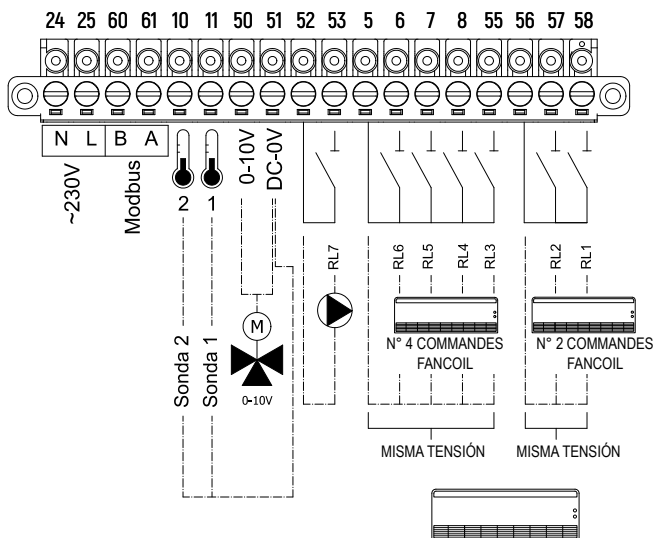 24 25 60 61 10 11 50 51 52 53 5 6 7 8 55 56 57 58
N L B A
~230V
Modbus
2 1
0-10V
DC-0V
RL7
RL6
RL5
RL4
RL3
RL2
RL1
M
0-10V
Sonda 2
Sonda 1
N° 4 COMMANDES
FANCOIL
N° 2 COMMANDES
FANCOIL
MISMA TENSIÓN
MISMA TENSIÓN